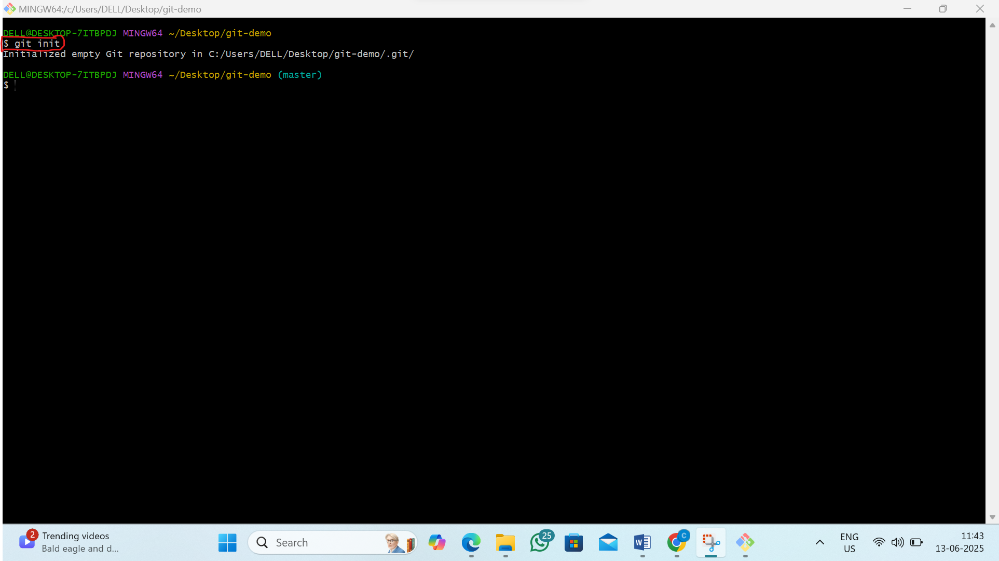 MINGW64:/c/Users/DELL/Desktop/git-demo
DELL@DESKTOP-7ITBPDJ MINGW64 ~/Desktop/git-demo
$ git init
Initialized empty Git repository in C:/Users/DELL/Desktop/git-demo/.git/
DELL@DESKTOP-7ITBPDJ MINGW64 ~/Desktop/git-demo (master)
$
2
Trending videos
Bald eagle and d...
Search
25
W
C
ENG
US
11:43
13-06-2025